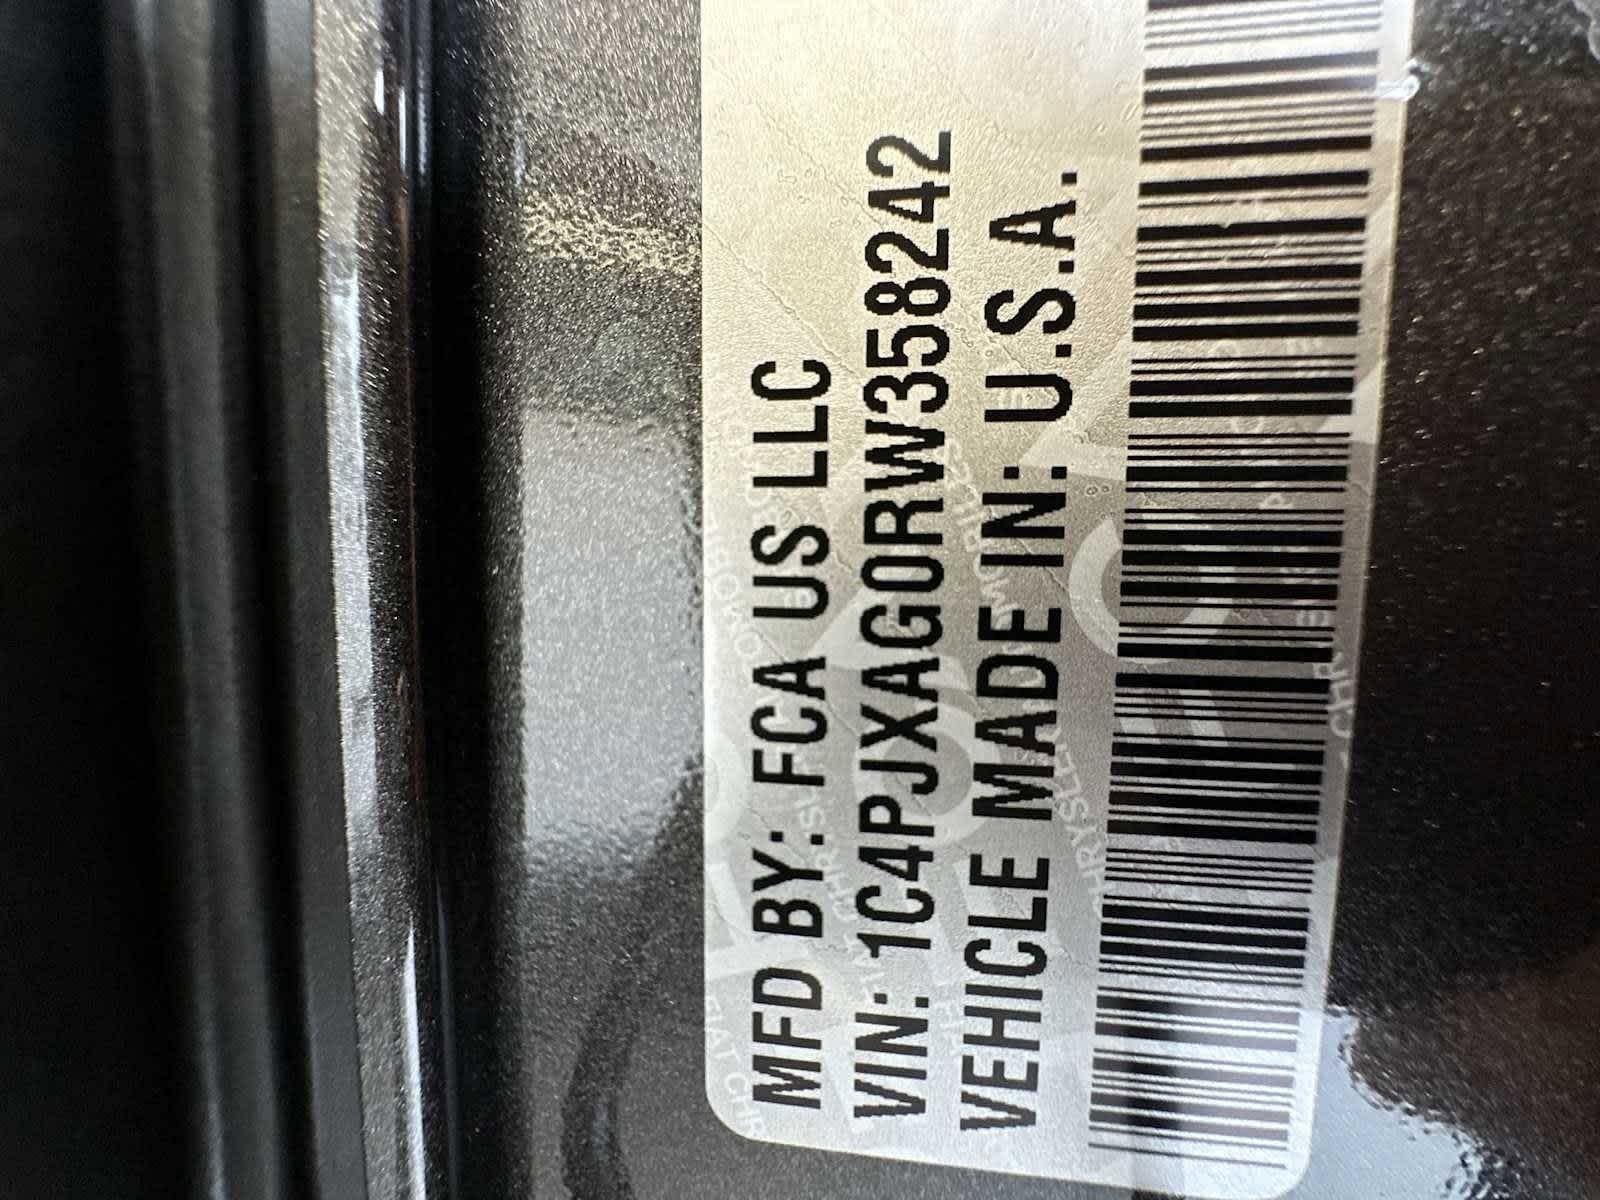 MFD BY: FCA US LLC
VIN: 1C4PJXAG0RW358242
VEHICLE MADE IN: U.S.A.